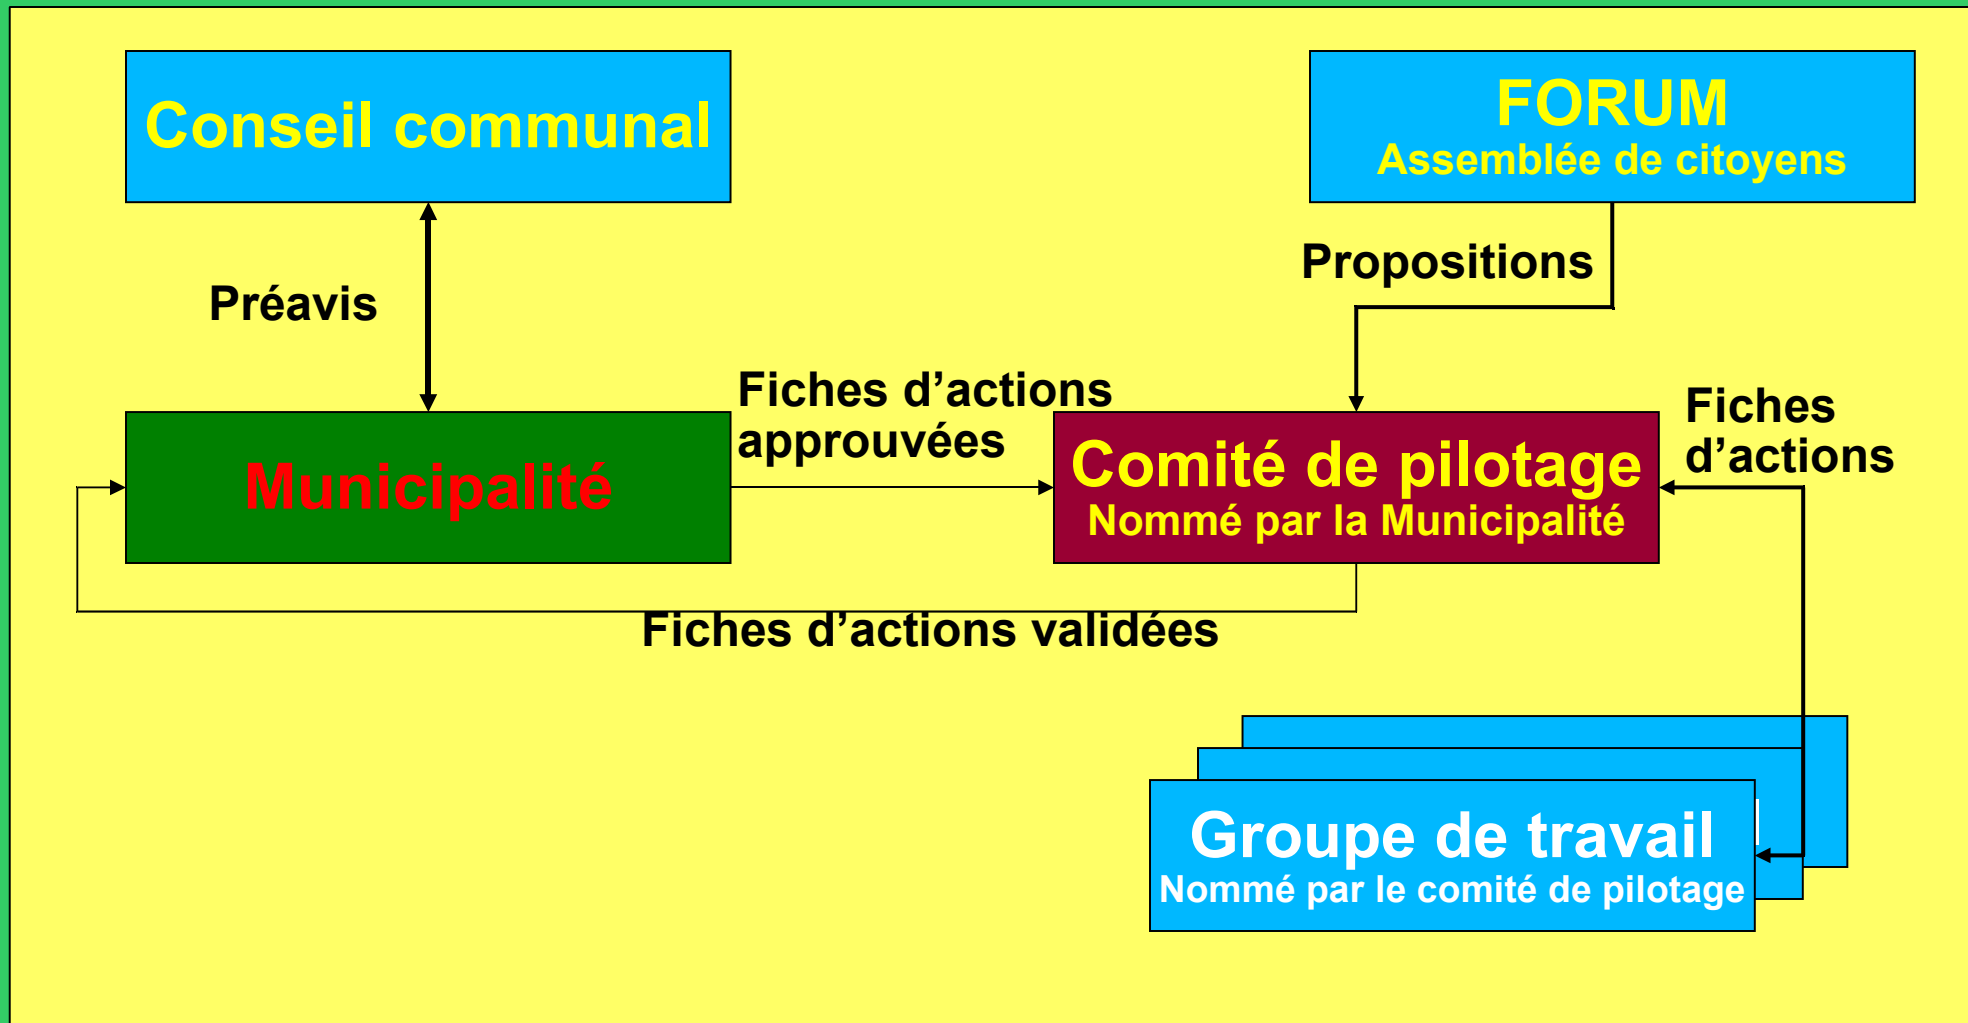 Conseil communal
FORUM
Assemblée de citoyens
Propositions
Préavis
Fiches d’actions
approuvées
Fiches
d’actions
Municipalité
Comité de pilotage
Nommé par la Municipalité
Fiches d’actions validées
Groupe de travail
Nommé par le comité de pilotage